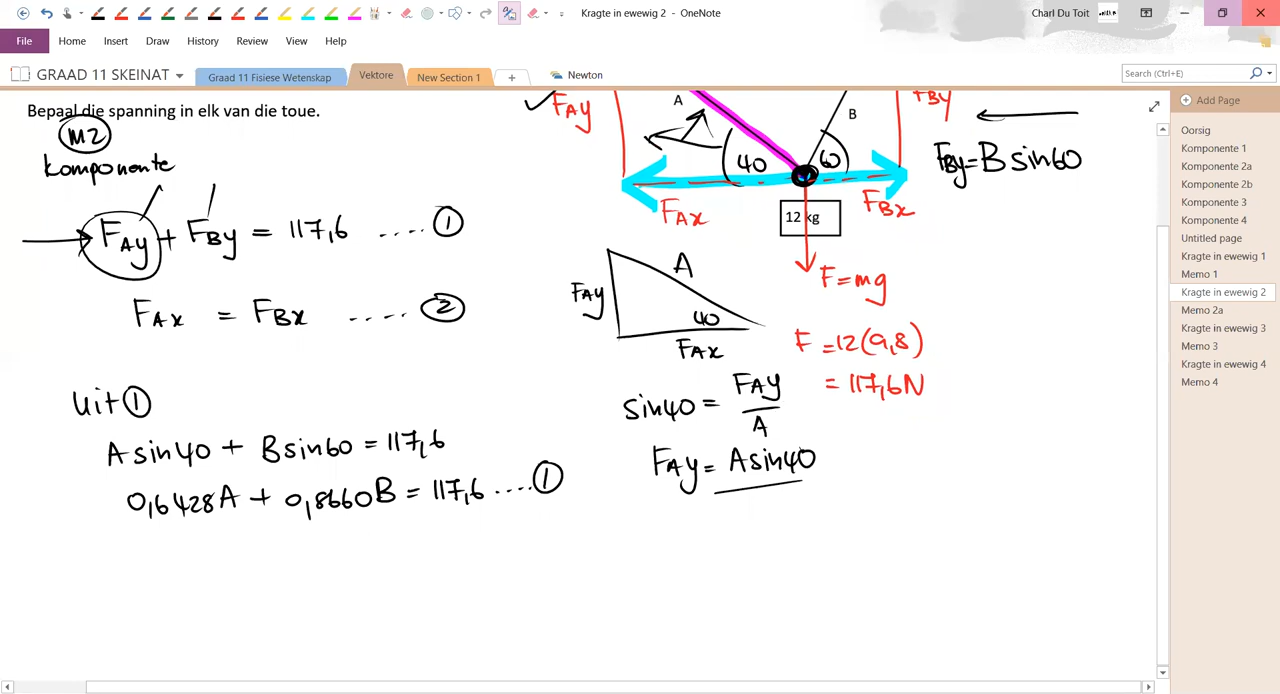 Kragte in ewewig 2 - OneNote
Charl Du Toit
File Home Insert Draw History Review View Help
GRAAD 11 SKEINAT
Graad 11 Fisiese Wetenskap
Vektore
New Section 1
Newton
Search (Ctrl+E)
Add Page
Oorsig
Komponente 1
Komponente 2a
Komponente 2b
Komponente 3
Komponente 4
Untitled page
Kragte in ewewig 1
Memo 1
Kragte in ewewig 2
Memo 2a
Kragte in ewewig 3
Memo 3
Kragte in ewewig 4
Memo 4
Bepaal die spanning in elk van die toue.
M2
komponente
FAy + FBy = 117,6 ..... ①
FAx = FBx ..... ②
Uit ①
A sin40 + B sin60 = 117,6
0,6428A + 0,8660B = 117,6 .... ①
FAy
A
B
FBy
40
60
FAx
FBx
12 kg
FBy = B sin60
F = mg
F = 12(9,8)
= 117,6N
A
FAy
40
FAx
sin40 = FAy / A
FAy = A sin40